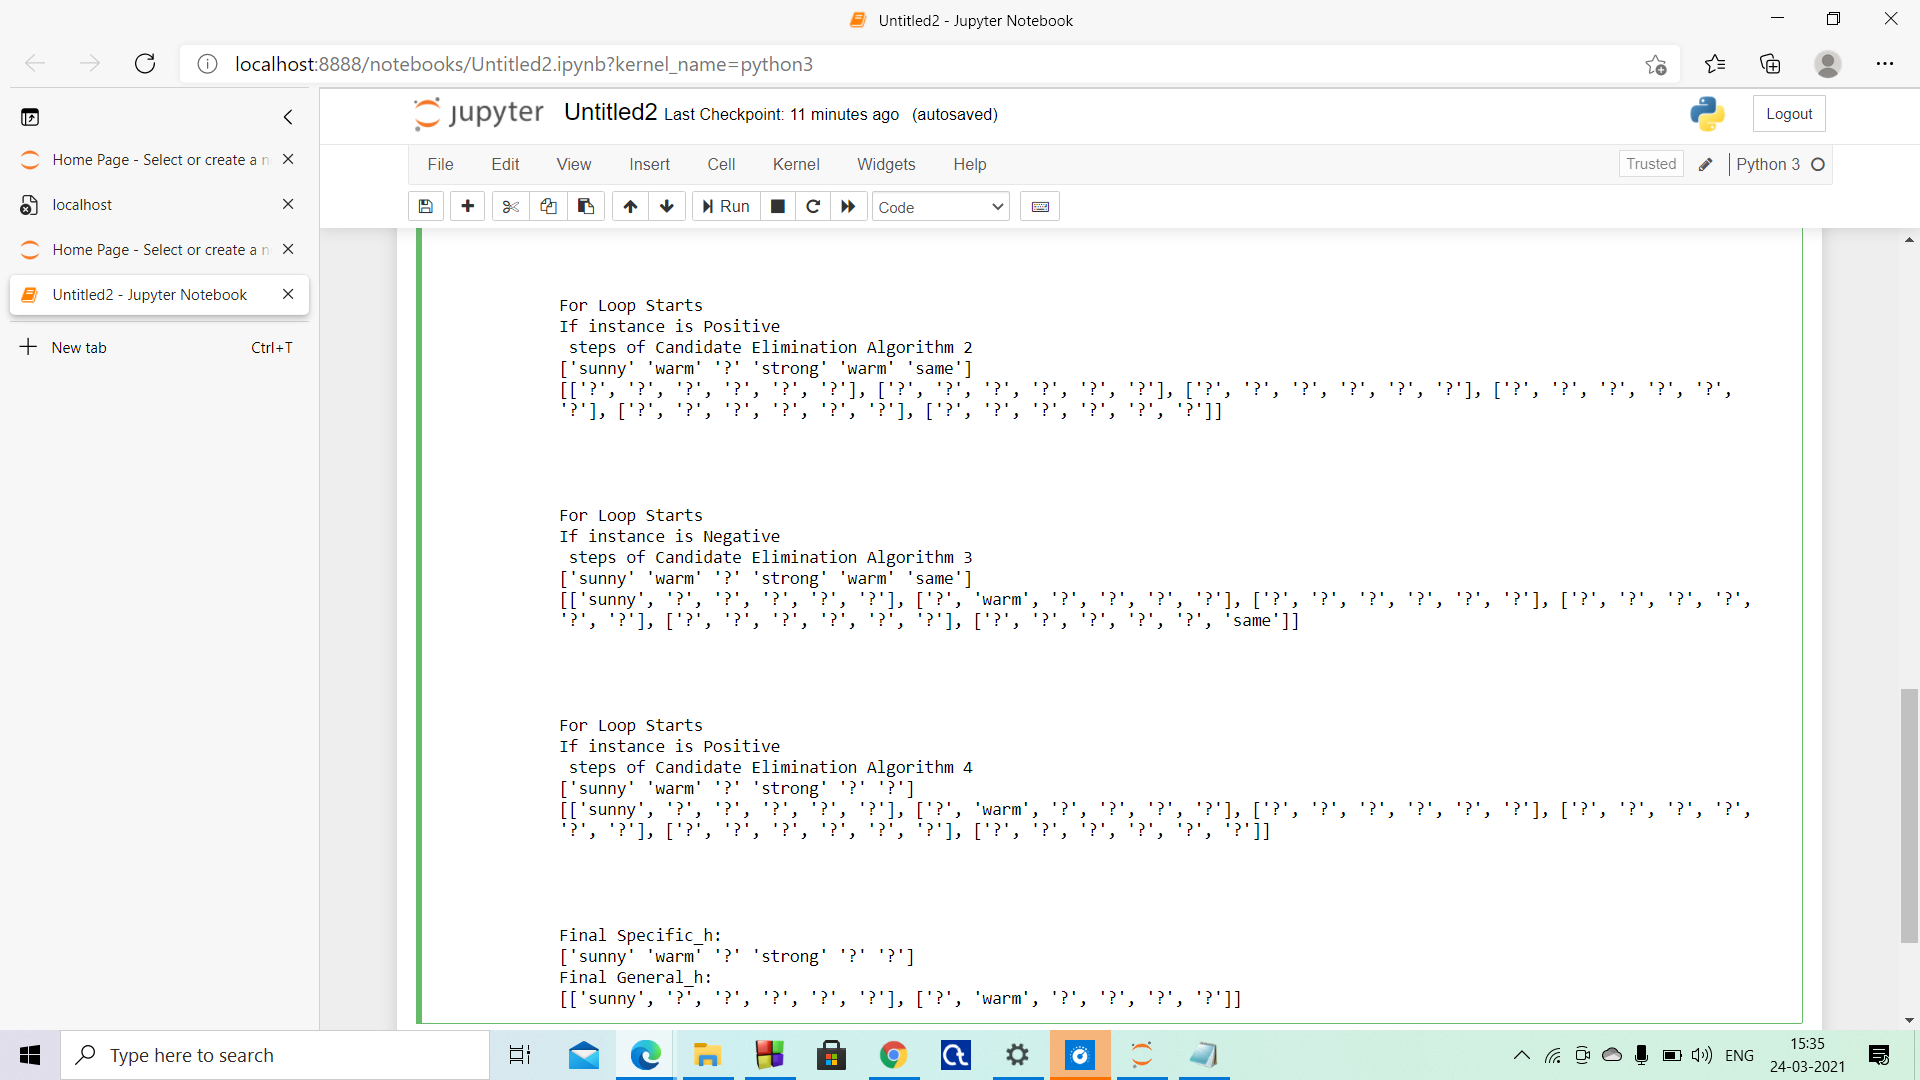 Untitled2 - Jupyter Notebook
localhost:8888/notebooks/Untitled2.ipynb?kernel_name=python3
Home Page - Select or create a n
localhost
Home Page - Select or create a n
Untitled2 - Jupyter Notebook
New tab Ctrl+T
jupyter Untitled2 Last Checkpoint: 11 minutes ago (autosaved) Logout
File Edit View Insert Cell Kernel Widgets Help Trusted Python 3
Run Code
For Loop Starts
If instance is Positive
steps of Candidate Elimination Algorithm 2
['sunny' 'warm' '?' 'strong' 'warm' 'same']
[['?', '?', '?', '?', '?', '?'], ['?', '?', '?', '?', '?', '?'], ['?', '?', '?', '?', '?', '?'], ['?', '?', '?', '?', '?',
'?'], ['?', '?', '?', '?', '?', '?'], ['?', '?', '?', '?', '?', '?']]
For Loop Starts
If instance is Negative
steps of Candidate Elimination Algorithm 3
['sunny' 'warm' '?' 'strong' 'warm' 'same']
[['sunny', '?', '?', '?', '?', '?'], ['?', 'warm', '?', '?', '?', '?'], ['?', '?', '?', '?', '?', '?'], ['?', '?', '?', '?',
'?', '?'], ['?', '?', '?', '?', '?', '?'], ['?', '?', '?', '?', '?', 'same']]
For Loop Starts
If instance is Positive
steps of Candidate Elimination Algorithm 4
['sunny' 'warm' '?' 'strong' '?' '?']
[['sunny', '?', '?', '?', '?', '?'], ['?', 'warm', '?', '?', '?', '?'], ['?', '?', '?', '?', '?', '?'], ['?', '?', '?', '?',
'?', '?'], ['?', '?', '?', '?', '?', '?'], ['?', '?', '?', '?', '?', '?']]
Final Specific_h:
['sunny' 'warm' '?' 'strong' '?' '?']
Final General_h:
[['sunny', '?', '?', '?', '?', '?'], ['?', 'warm', '?', '?', '?', '?']]
Type here to search
ENG
15:35
24-03-2021